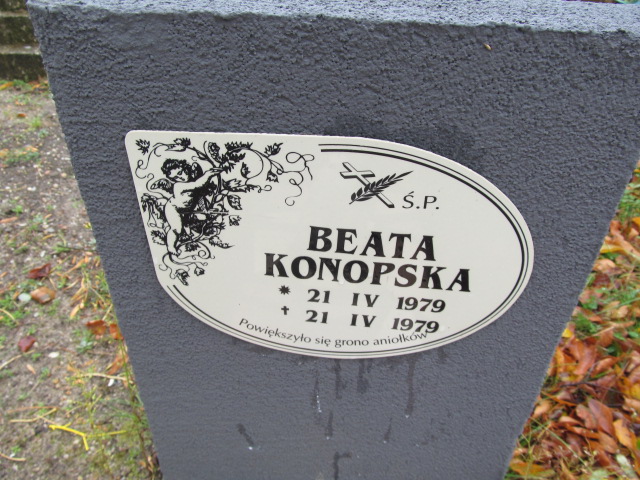 Ś.P.
BEATA
KONOPSKA
* 21 IV 1979
† 21 IV 1979
Powiększyło się grono aniołków